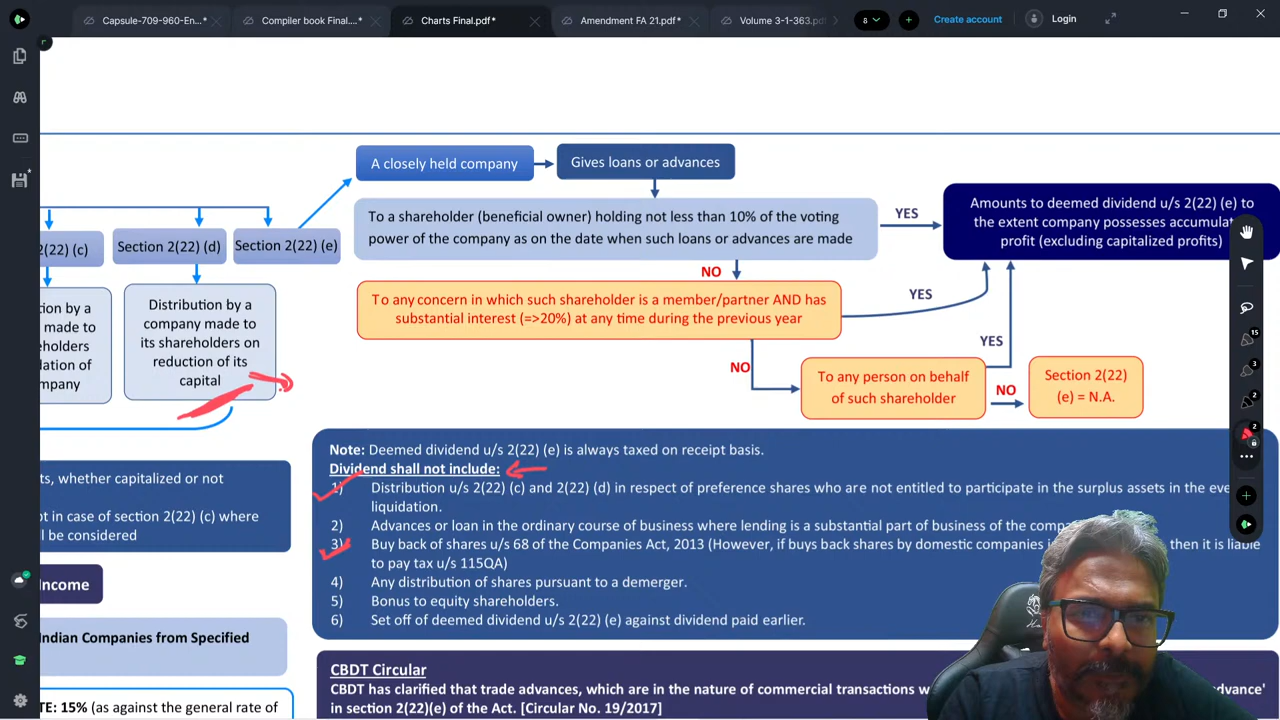 Capsule-709-960-En...*
Compiler book Final....*
Charts Final.pdf*
Amendment FA 21.pdf*
Volume 3-1-363.pd
8
Create account
Login
A closely held company
Gives loans or advances
To a shareholder (beneficial owner) holding not less than 10% of the voting
power of the company as on the date when such loans or advances are made
YES
Amounts to deemed dividend u/s 2(22) (e) to
the extent company possesses accumulat
profit (excluding capitalized profits)
2(22) (c)
Section 2(22) (d)
Section 2(22) (e)
NO
To any concern in which such shareholder is a member/partner AND has
substantial interest (=>20%) at any time during the previous year
YES
tion by a
made to
eholders
dation of
mpany
Distribution by a
company made to
its shareholders on
reduction of its
capital
YES
NO
To any person on behalf
of such shareholder
NO
Section 2(22)
(e) = N.A.
15
3
2
2
Note: Deemed dividend u/s 2(22) (e) is always taxed on receipt basis.
Dividend shall not include:
1) Distribution u/s 2(22) (c) and 2(22) (d) in respect of preference shares who are not entitled to participate in the surplus assets in the eve
liquidation.
2) Advances or loan in the ordinary course of business where lending is a substantial part of business of the comp
3) Buy back of shares u/s 68 of the Companies Act, 2013 (However, if buys back shares by domestic companies i then it is liable
to pay tax u/s 115QA)
4) Any distribution of shares pursuant to a demerger.
5) Bonus to equity shareholders.
6) Set off of deemed dividend u/s 2(22) (e) against dividend paid earlier.
ts, whether capitalized or not
pt in case of section 2(22) (c) where
ll be considered
Income
Indian Companies from Specified
TE: 15% (as against the general rate of
CBDT Circular
CBDT has clarified that trade advances, which are in the nature of commercial transactions w dvance'
in section 2(22)(e) of the Act. [Circular No. 19/2017]